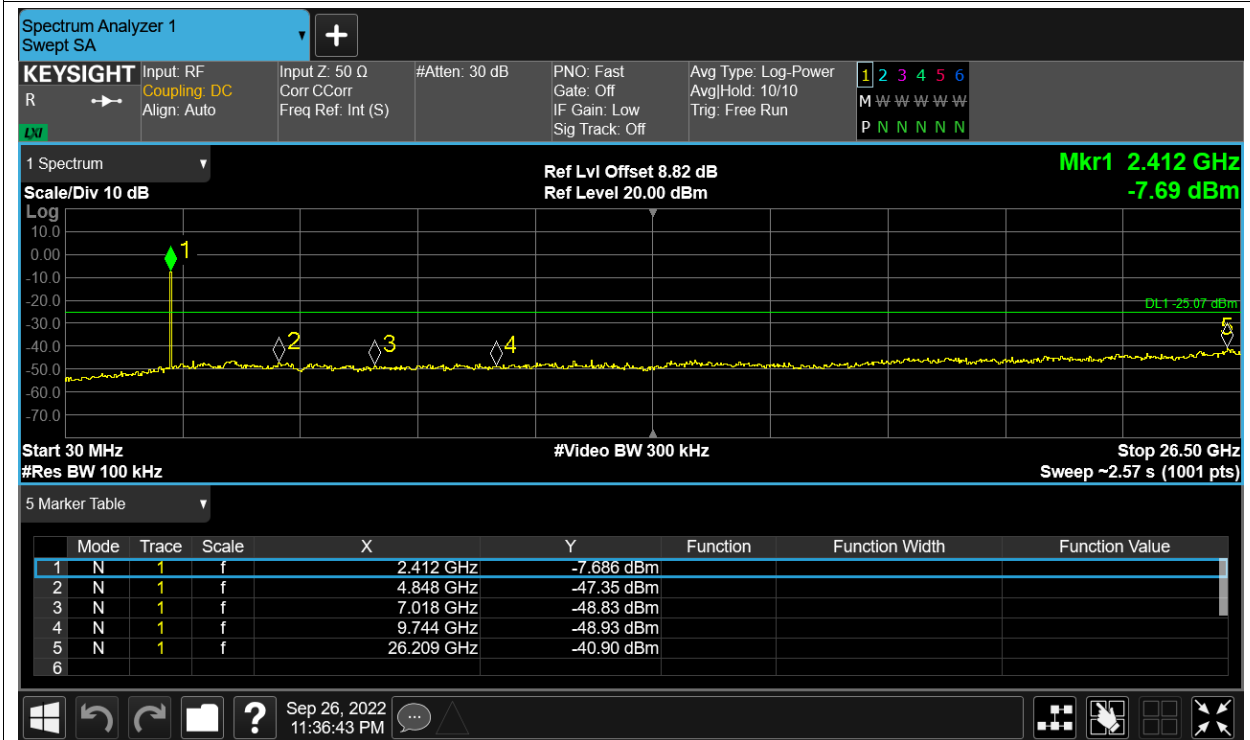 Spectrum Analyzer 1
Swept SA
+
KEYSIGHT Input: RF Input Z: 50 Ω #Atten: 30 dB PNO: Fast Avg Type: Log-Power 1 2 3 4 5 6
R Coupling: DC Corr CCorr Gate: Off Avg|Hold: 10/10 M W W W W W
Align: Auto Freq Ref: Int (S) IF Gain: Low Trig: Free Run
LXI Sig Track: Off P N N N N N
1 Spectrum Ref Lvl Offset 8.82 dB Mkr1 2.412 GHz
Scale/Div 10 dB Ref Level 20.00 dBm -7.69 dBm
Log
10.0
0.00 1
-10.0
-20.0 DL1 -25.07 dBm
-30.0
-40.0 2 3 4 5
-50.0
-60.0
-70.0
Start 30 MHz #Video BW 300 kHz Stop 26.50 GHz
#Res BW 100 kHz Sweep ~2.57 s (1001 pts)
5 Marker Table
Mode Trace Scale X Y Function Function Width Function Value
1 N 1 f 2.412 GHz -7.686 dBm
2 N 1 f 4.848 GHz -47.35 dBm
3 N 1 f 7.018 GHz -48.83 dBm
4 N 1 f 9.744 GHz -48.93 dBm
5 N 1 f 26.209 GHz -40.90 dBm
6
? Sep 26, 2022
11:36:43 PM